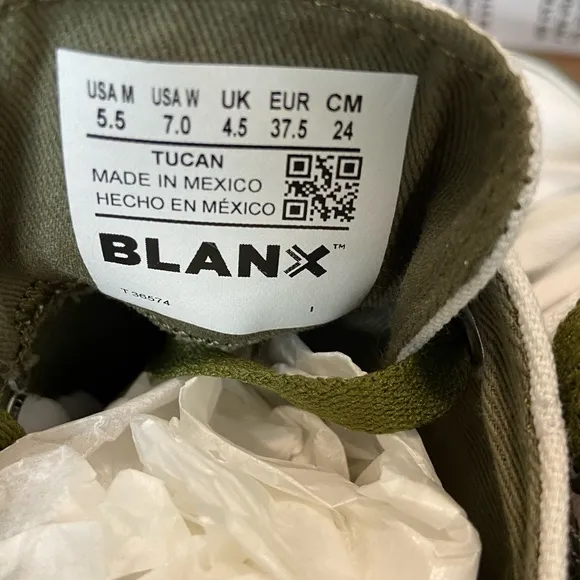 USA M USA W UK EUR CM
5.5 7.0 4.5 37.5 24
TUCAN
MADE IN MEXICO
HECHO EN MÉXICO
BLANX™
T 36574 I